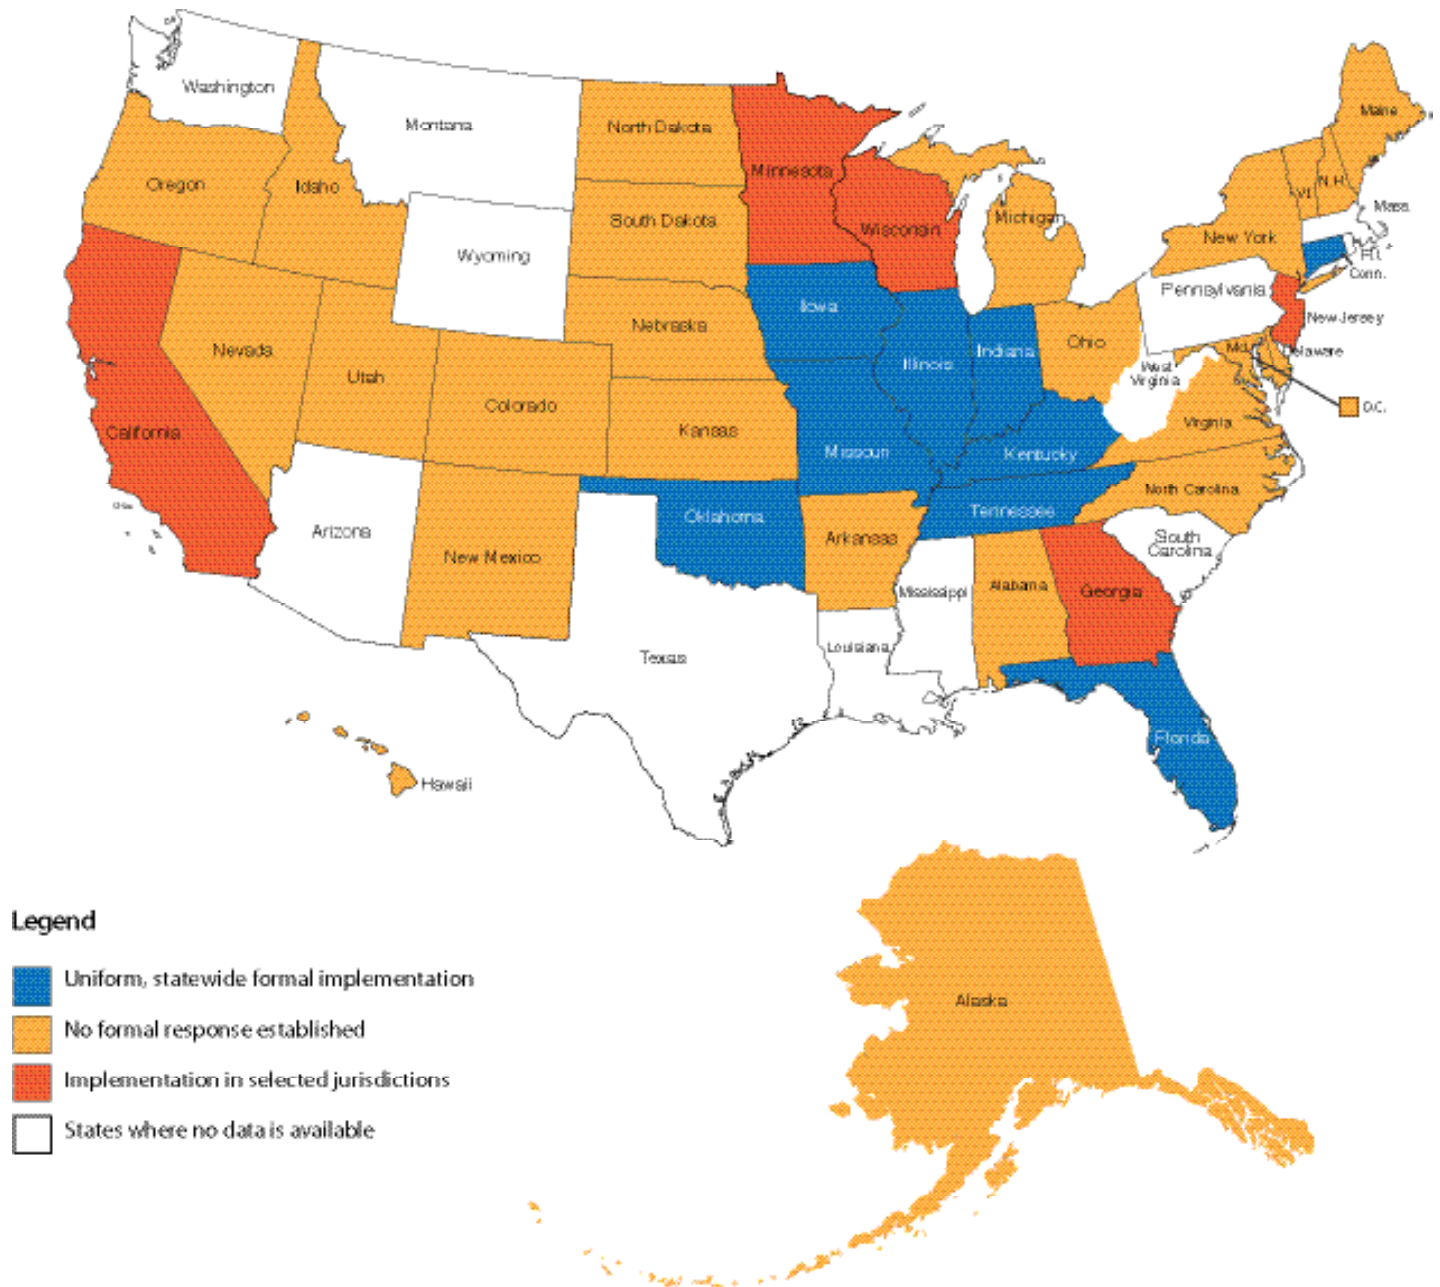 Washington
Montana
North Dakota
Minnesota
Maine
Oregon
Idaho
South Dakota
Wisconsin
Michigan
Vt.
N.H.
Mass.
Wyoming
New York
R.I.
Conn.
Nebraska
Iowa
Pennsylvania
New Jersey
Nevada
Utah
Colorado
Illinois
Indiana
Ohio
Md.
Delaware
West
Virginia
D.C.
California
Kansas
Missouri
Kentucky
Virginia
North Carolina
Arizona
New Mexico
Oklahoma
Arkansas
Tennessee
South
Carolina
Mississippi
Alabama
Georgia
Texas
Louisiana
Florida
Hawaii
Alaska
Legend
Uniform, statewide formal implementation
No formal response established
Implementation in selected jurisdictions
States where no data is available